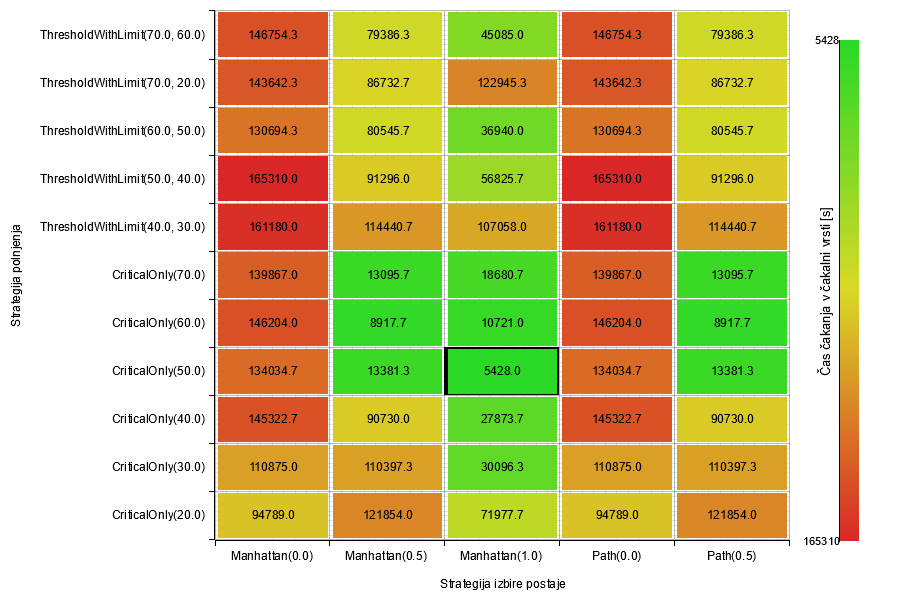 ThresholdWithLimit(70.0, 60.0) 146754.3 79386.3 45085.0 146754.3 79386.3
ThresholdWithLimit(70.0, 20.0) 143642.3 86732.7 122945.3 143642.3 86732.7
ThresholdWithLimit(60.0, 50.0) 130694.3 80545.7 36940.0 130694.3 80545.7
ThresholdWithLimit(50.0, 40.0) 165310.0 91296.0 56825.7 165310.0 91296.0
ThresholdWithLimit(40.0, 30.0) 161180.0 114440.7 107058.0 161180.0 114440.7
CriticalOnly(70.0) 139867.0 13095.7 18680.7 139867.0 13095.7
CriticalOnly(60.0) 146204.0 8917.7 10721.0 146204.0 8917.7
CriticalOnly(50.0) 134034.7 13381.3 5428.0 134034.7 13381.3
CriticalOnly(40.0) 145322.7 90730.0 27873.7 145322.7 90730.0
CriticalOnly(30.0) 110875.0 110397.3 30096.3 110875.0 110397.3
CriticalOnly(20.0) 94789.0 121854.0 71977.7 94789.0 121854.0
Manhattan(0.0) Manhattan(0.5) Manhattan(1.0) Path(0.0) Path(0.5)
Strategija izbire postaje
Strategija polnjenja
5428
165310
Čas čakanja v čakalni vrsti [s]